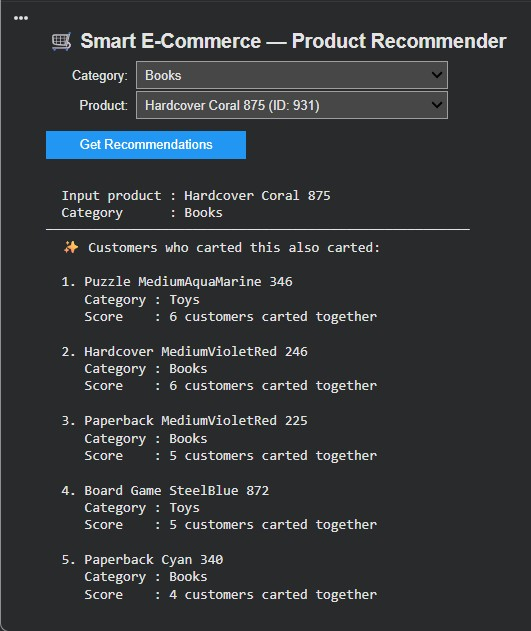 •••
🛒 Smart E-Commerce — Product Recommender
Category: Books
Product: Hardcover Coral 875 (ID: 931)
Get Recommendations
Input product : Hardcover Coral 875
Category      : Books
✨ Customers who carted this also carted:
1. Puzzle MediumAquaMarine 346
Category : Toys
Score    : 6 customers carted together
2. Hardcover MediumVioletRed 246
Category : Books
Score    : 6 customers carted together
3. Paperback MediumVioletRed 225
Category : Books
Score    : 5 customers carted together
4. Board Game SteelBlue 872
Category : Toys
Score    : 5 customers carted together
5. Paperback Cyan 340
Category : Books
Score    : 4 customers carted together